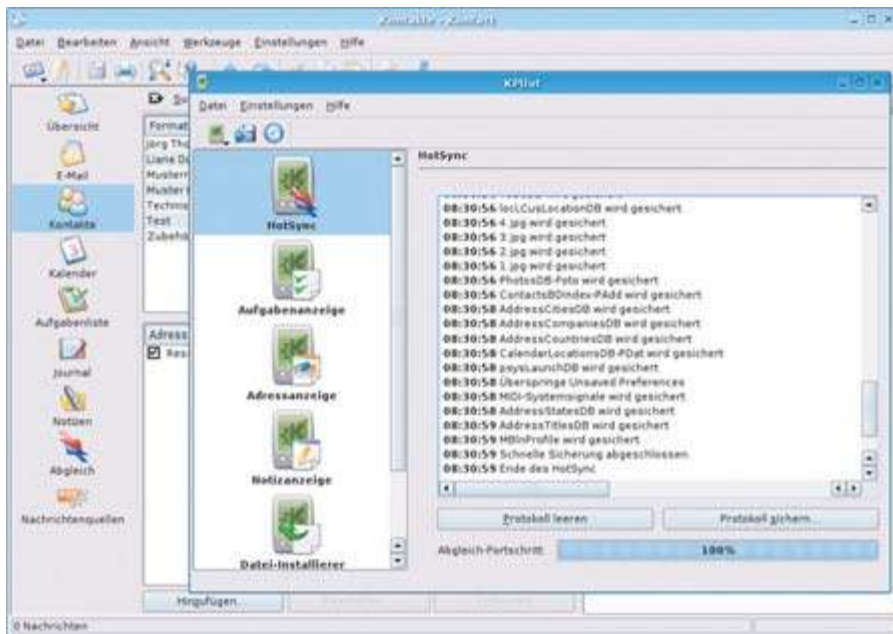 Kontakte - Kontact
Datei Bearbeiten Ansicht Werkzeuge Einstellungen Hilfe
Übersicht
E-Mail
Kontakte
Kalender
Aufgabenliste
Journal
Notizen
Abgleich
Nachrichtenquellen
Format
Jörg
Liane
Muster
Test
Adress
Hinzufügen
0 Nachrichten
KPilot
Datei Einstellungen Hilfe
HotSync
Aufgabenanzeige
Adressanzeige
Notizanzeige
Datei-Installierer
HotSync
08:30:56 locLCusLocationDB wird gesichert
08:30:56 4.jpg wird gesichert
08:30:56 3.jpg wird gesichert
08:30:56 2.jpg wird gesichert
08:30:56 1.jpg wird gesichert
08:30:56 PhotosDB-Foto wird gesichert
08:30:56 ContactsBDIndex-PAdd wird gesichert
08:30:58 AddressCitiesDB wird gesichert
08:30:58 AddressCompaniesDB wird gesichert
08:30:58 AddressCountriesDB wird gesichert
08:30:58 CalendarLocationsDB-PDat wird gesichert
08:30:58 psysLaunchDB wird gesichert
08:30:58 Überspringe Unsaved Preferences
08:30:58 MIDI-Systemsignale wird gesichert
08:30:58 AddressStatesDB wird gesichert
08:30:59 AddressTitlesDB wird gesichert
08:30:59 MBlnProfile wird gesichert
08:30:59 Schnelle Sicherung abgeschlossen
08:30:59 Ende des HotSync
Protokoll leeren
Protokoll sichern...
Abgleich-Fortschritt:
100%